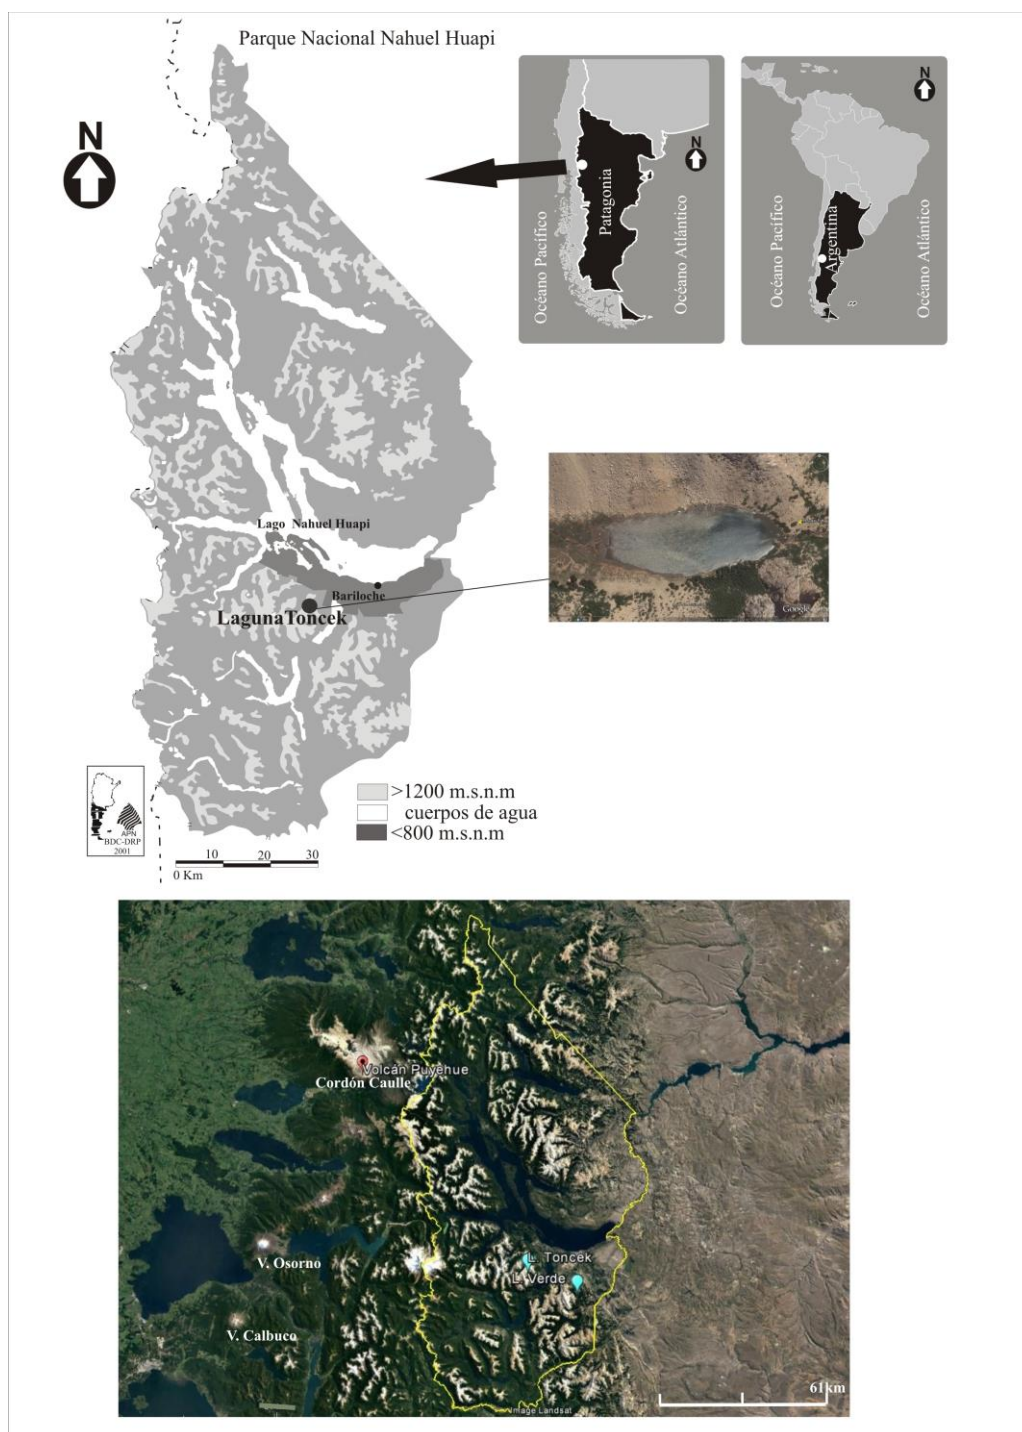 Parque Nacional Nahuel Huapi
N
N
Océano Pacífico
Patagonia
Océano Atlántico
N
Océano Pacífico
Argentina
Océano Atlántico
Lago Nahuel Huapi
Bariloche
LagunaToncek
Google
>1200 m.s.n.m
cuerpos de agua
<800 m.s.n.m
APN
BDC-DRP
2001
10 20 30
0 Km
Volcán Puyehue
Cordón Caulle
L. Toncek
L. Verde
V. Osorno
V. Calbuco
61km
Image Landsat